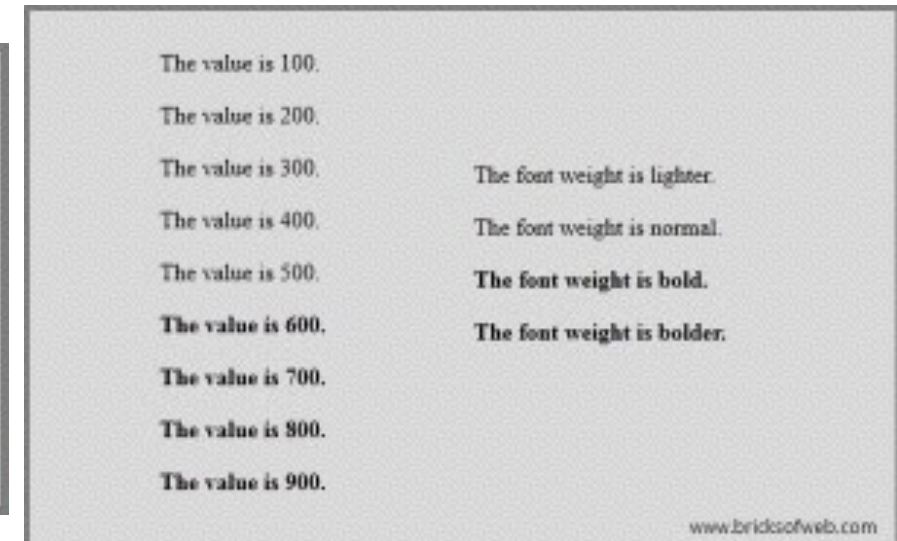 The value is 100.
The value is 200.
The value is 300.
The value is 400.
The value is 500.
The value is 600.
The value is 700.
The value is 800.
The value is 900.
The font weight is lighter.
The font weight is normal.
The font weight is bold.
The font weight is bolder.
www.bricksofweb.com